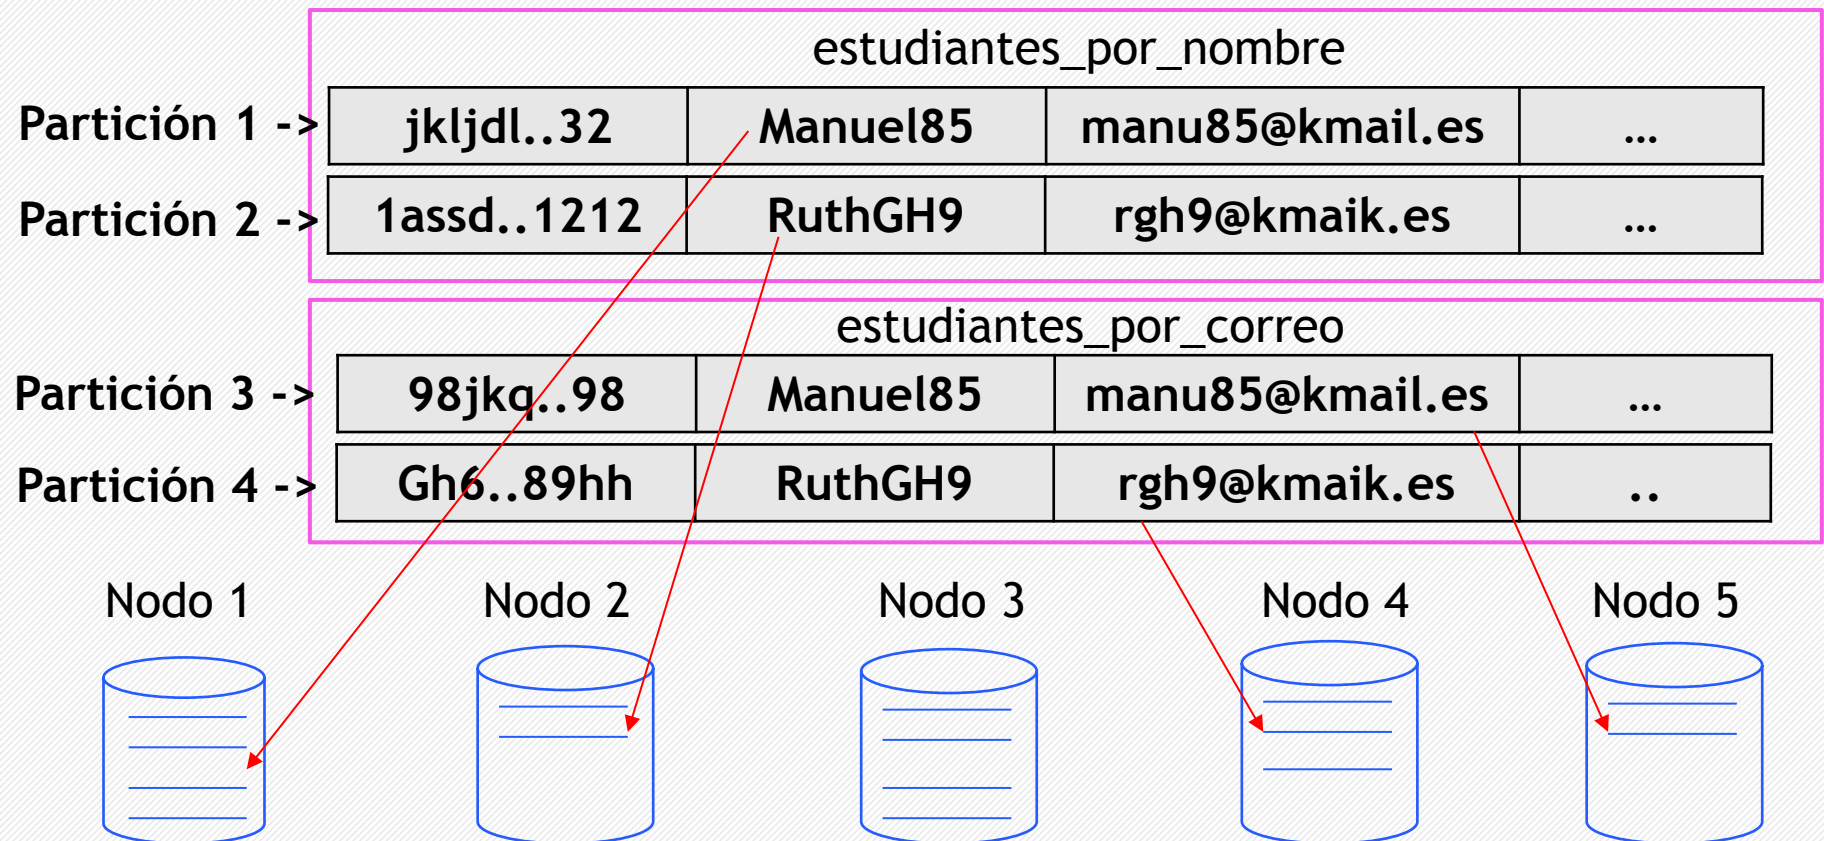 estudiantes_por_nombre
Partición 1 -> jkljdl..32 Manuel85 manu85@kmail.es …
Partición 2 -> 1assd..1212 RuthGH9 rgh9@kmaik.es …
estudiantes_por_correo
Partición 3 -> 98jkq..98 Manuel85 manu85@kmail.es …
Partición 4 -> Gh6..89hh RuthGH9 rgh9@kmaik.es ..
Nodo 1 Nodo 2 Nodo 3 Nodo 4 Nodo 5